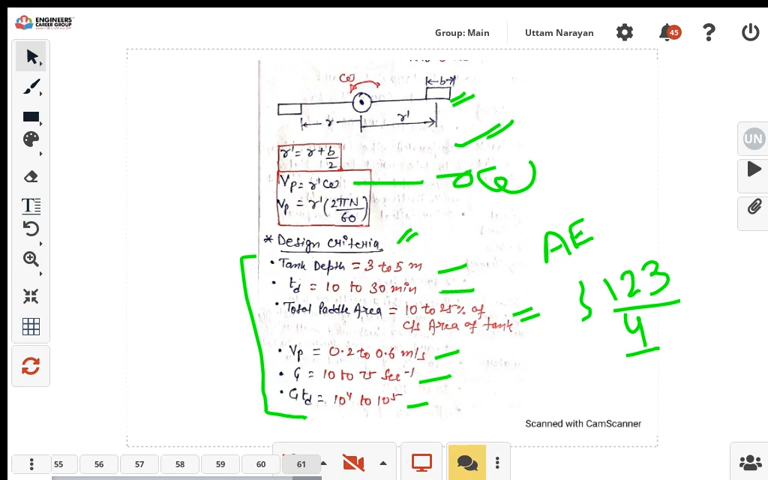 ENGINEERS
CAREER GROUP
Group: Main
Uttam Narayan
45
Cω
←b→
r
r'
r' = r + b/2
Vp = r'ω
rω
Vp = r'(2πN/60)
* Design Criteria
• Tank Depth = 3 to 5 m
AE
• td = 10 to 30 min
123
4
• Total Paddle Area = 10 to 25% of
c/s Area of tank
• Vp = 0.2 to 0.6 m/s
• G = 10 to 75 sec⁻¹
• G td = 10⁴ to 10⁵
Scanned with CamScanner
UN
55 56 57 58 59 60 61